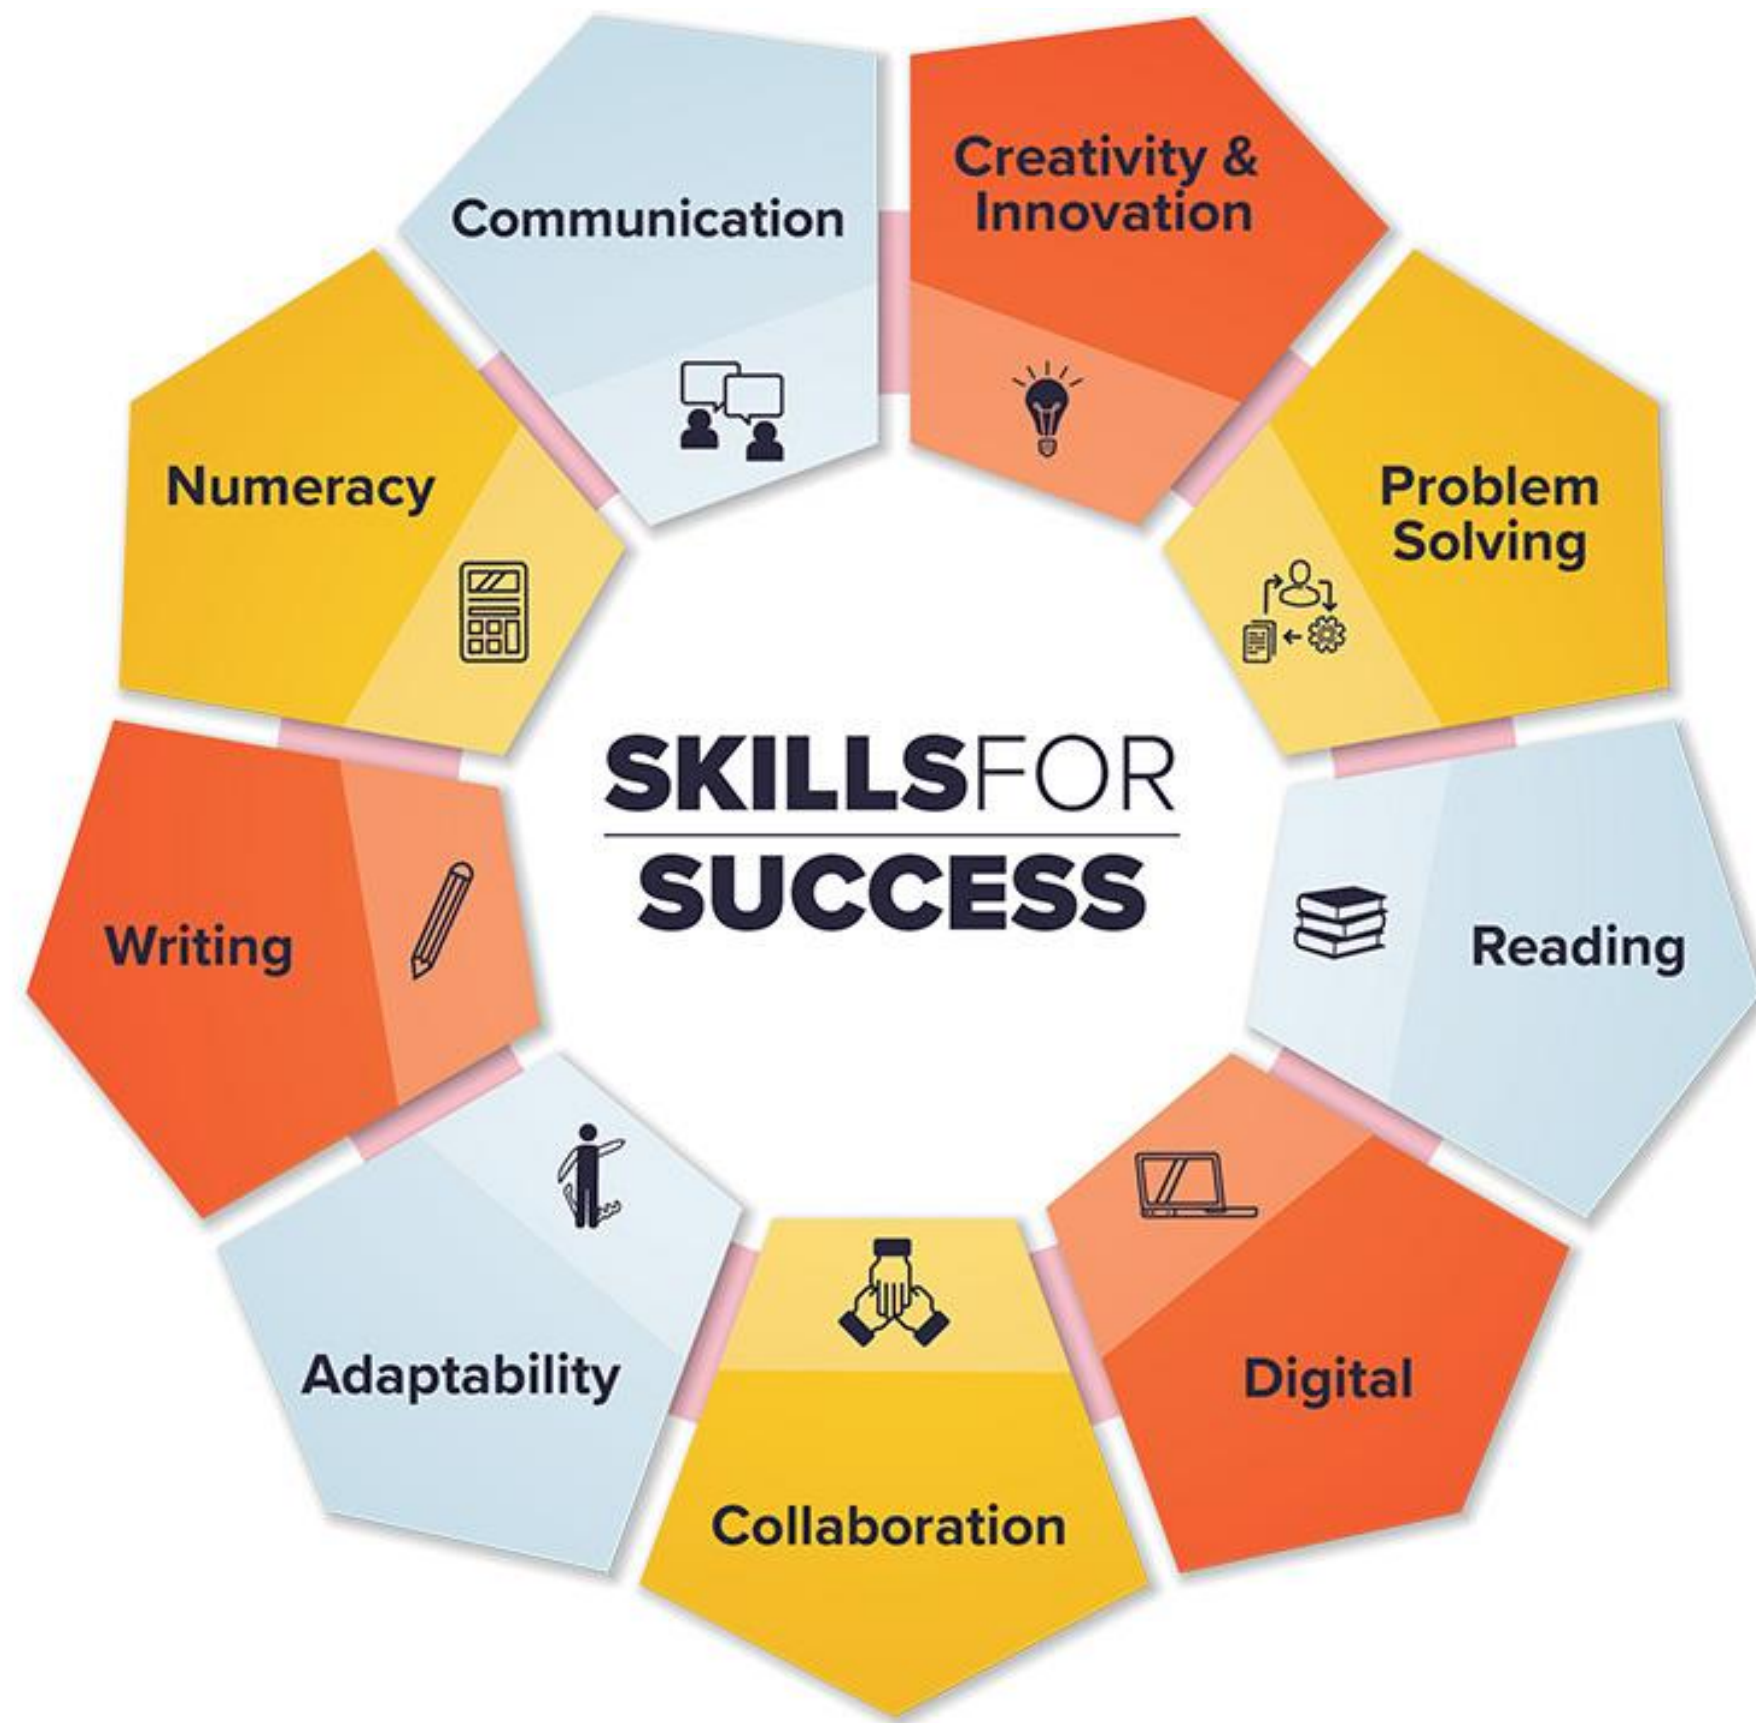 Communication
Creativity &
Innovation
Numeracy
Problem
Solving
SKILLSFOR
SUCCESS
Writing
Reading
Adaptability
Digital
Collaboration